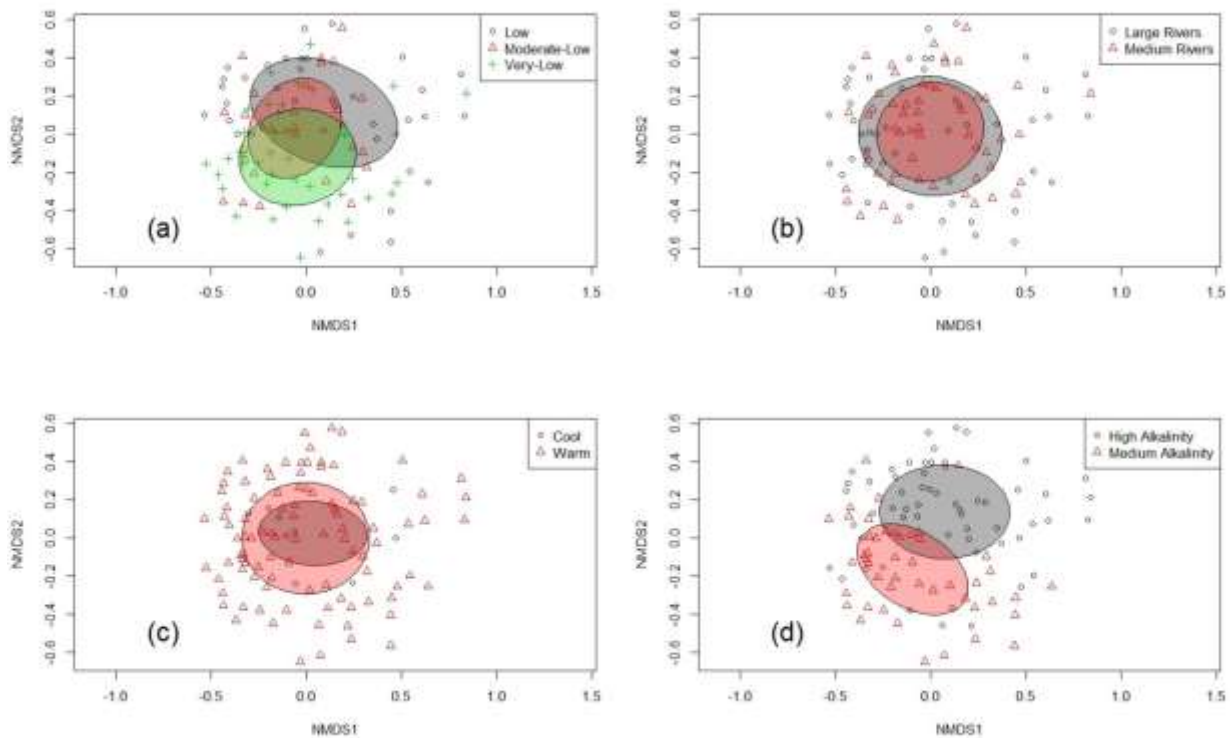 Low
Moderate-Low
Very-Low
NMDS2
0.6
0.4
0.2
0.0
-0.2
-0.4
-0.6
(a)
-1.0 -0.5 0.0 0.5 1.0 1.5
NMDS1
Large Rivers
Medium Rivers
NMDS2
0.6
0.4
0.2
0.0
-0.2
-0.4
-0.6
(b)
-1.0 -0.5 0.0 0.5 1.0 1.5
NMDS1
Cool
Warm
NMDS2
0.6
0.4
0.2
0.0
-0.2
-0.4
-0.6
(c)
-1.0 -0.5 0.0 0.5 1.0 1.5
NMDS1
High Alkalinity
Medium Alkalinity
NMDS2
0.6
0.4
0.2
0.0
-0.2
-0.4
-0.6
(d)
-1.0 -0.5 0.0 0.5 1.0 1.5
NMDS1